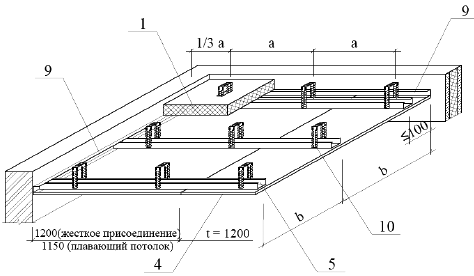 1
1/3 a
a
a
9
9
≤100
b
b
1200(жесткое присоединение)
1150 (плавающий потолок)
t = 1200
4
5
10